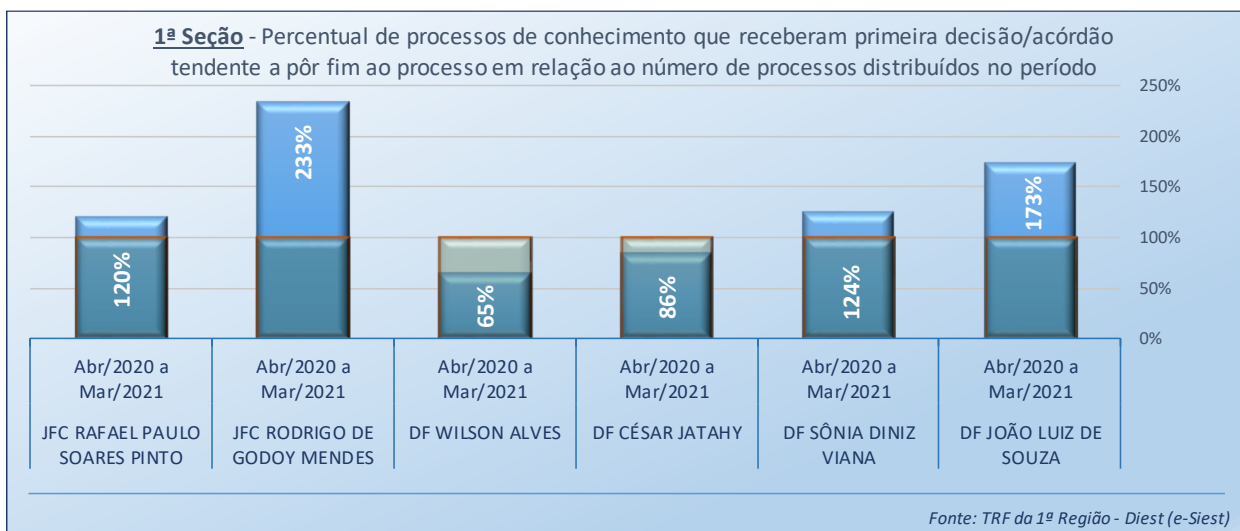 1ª Seção - Percentual de processos de conhecimento que receberam primeira decisão/acórdão
tendente a pôr fim ao processo em relação ao número de processos distribuídos no período
250%
200%
150%
100%
50%
0%
120%
233%
65%
86%
124%
173%
Abr/2020 a
Mar/2021
Abr/2020 a
Mar/2021
Abr/2020 a
Mar/2021
Abr/2020 a
Mar/2021
Abr/2020 a
Mar/2021
Abr/2020 a
Mar/2021
JFC RAFAEL PAULO
SOARES PINTO
JFC RODRIGO DE
GODOY MENDES
DF WILSON ALVES
DF CÉSAR JATAHY
DF SÔNIA DINIZ
VIANA
DF JOÃO LUIZ DE
SOUZA
Fonte: TRF da 1ª Região - Diest (e-Siest)